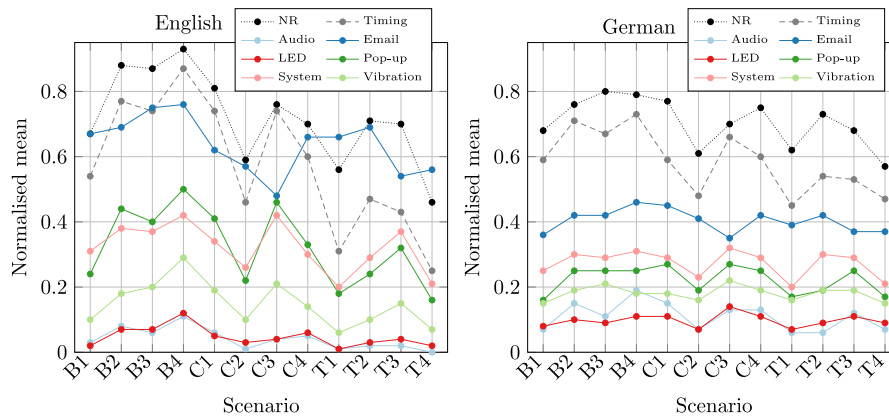 English
NR Timing
Audio Email
LED Pop-up
System Vibration
Normalised mean
0.8
0.6
0.4
0.2
0
B1 B2 B3 B4 C1 C2 C3 C4 T1 T2 T3 T4
Scenario
German
NR Timing
Audio Email
LED Pop-up
System Vibration
Normalised mean
0.8
0.6
0.4
0.2
0
B1 B2 B3 B4 C1 C2 C3 C4 T1 T2 T3 T4
Scenario